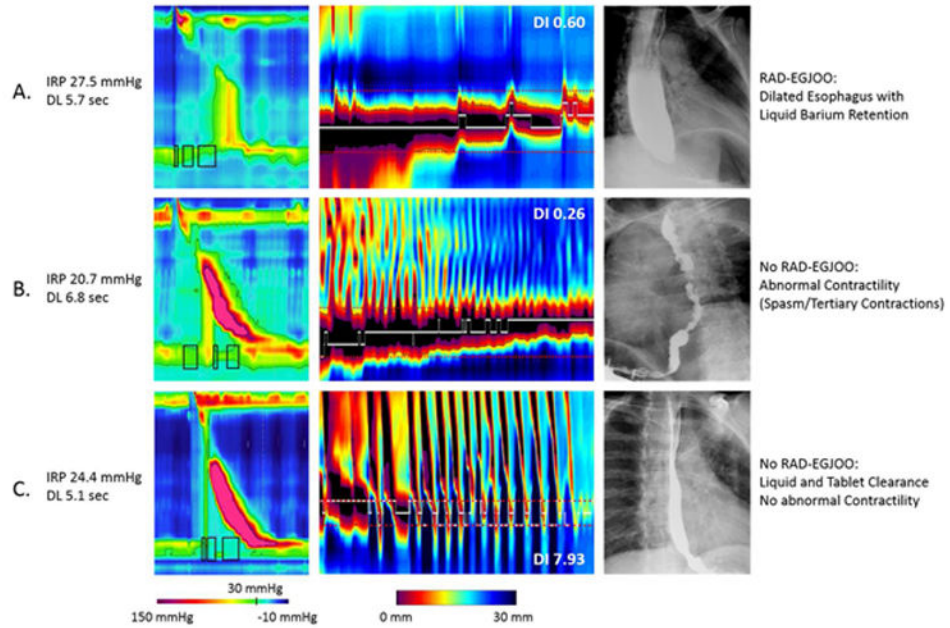 A.
IRP 27.5 mmHg
DL 5.7 sec
DI 0.60
RAD-EGJOO:
Dilated Esophagus with
Liquid Barium Retention
B.
IRP 20.7 mmHg
DL 6.8 sec
DI 0.26
No RAD-EGJOO:
Abnormal Contractility
(Spasm/Tertiary Contractions)
C.
IRP 24.4 mmHg
DL 5.1 sec
DI 7.93
No RAD-EGJOO:
Liquid and Tablet Clearance
No abnormal Contractility
30 mmHg
150 mmHg
-10 mmHg
0 mm
30 mm